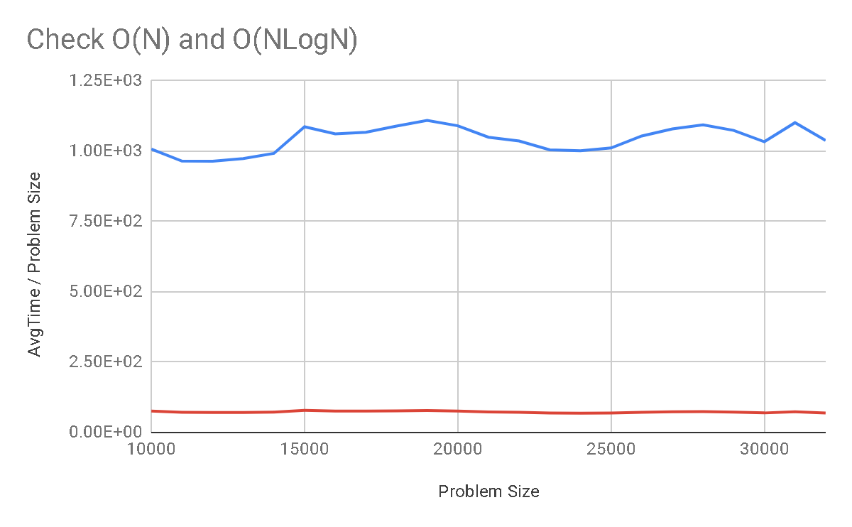 Check O(N) and O(NLogN)
1.25E+03
1.00E+03
7.50E+02
5.00E+02
2.50E+02
0.00E+00
AvgTime / Problem Size
10000 15000 20000 25000 30000
Problem Size